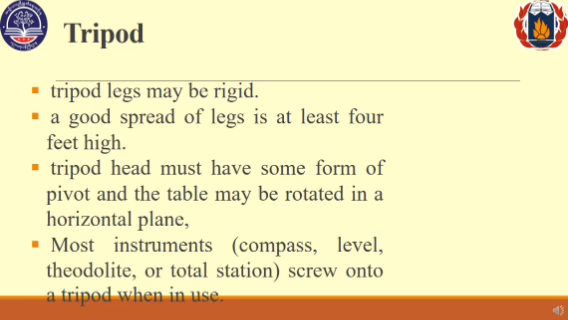 Tripod
▪ tripod legs may be rigid.
▪ a good spread of legs is at least four
feet high.
▪ tripod head must have some form of
pivot and the table may be rotated in a
horizontal plane,
▪ Most instruments (compass, level,
theodolite, or total station) screw onto
a tripod when in use.